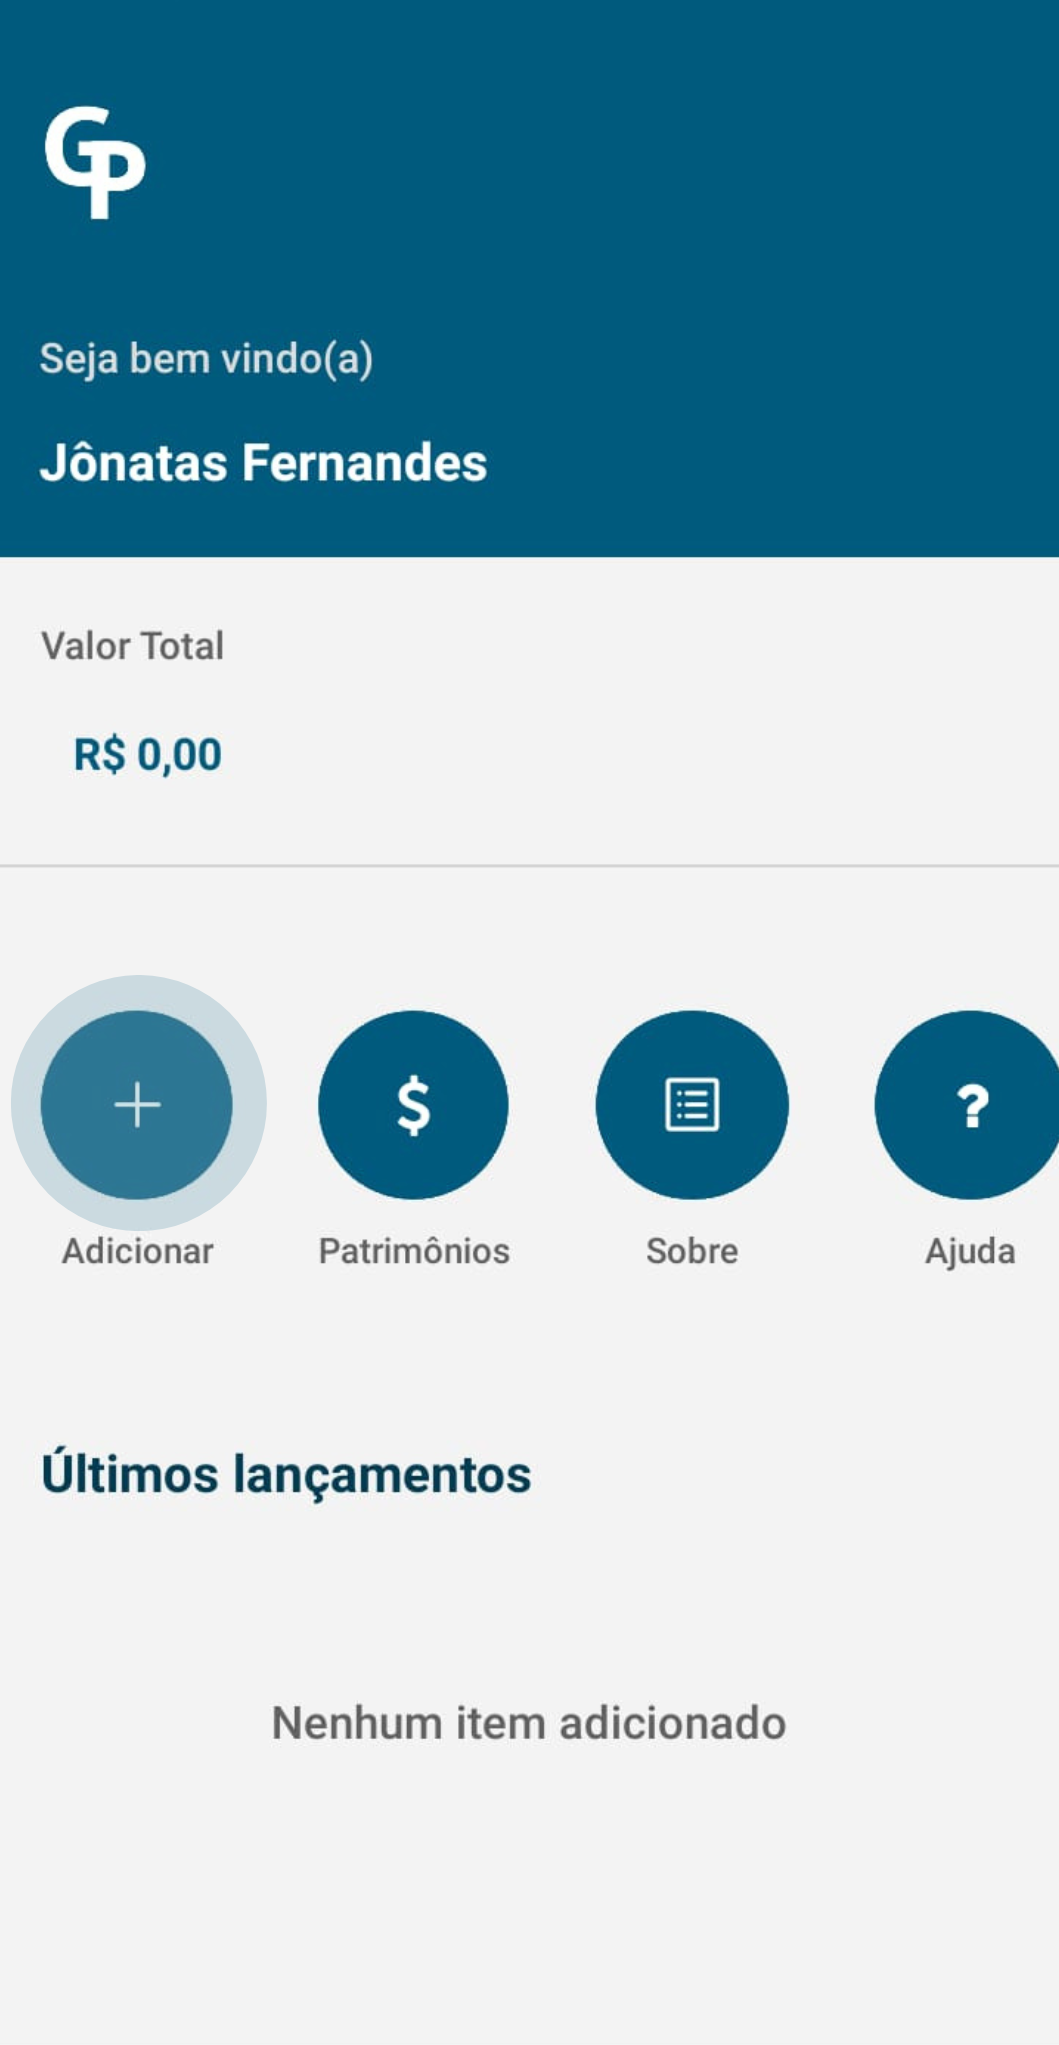 GP
Seja bem vindo(a)
Jônatas Fernandes
Valor Total
R$ 0,00
$
?
Adicionar
Patrimônios
Sobre
Ajuda
Últimos lançamentos
Nenhum item adicionado